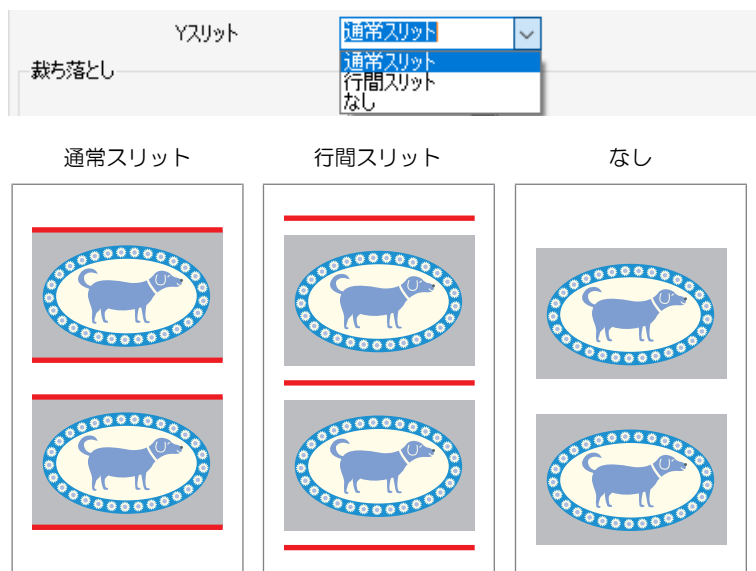 Yスリット 通常スリット
裁ち落とし
通常スリット
行間スリット
なし
通常スリット 行間スリット なし